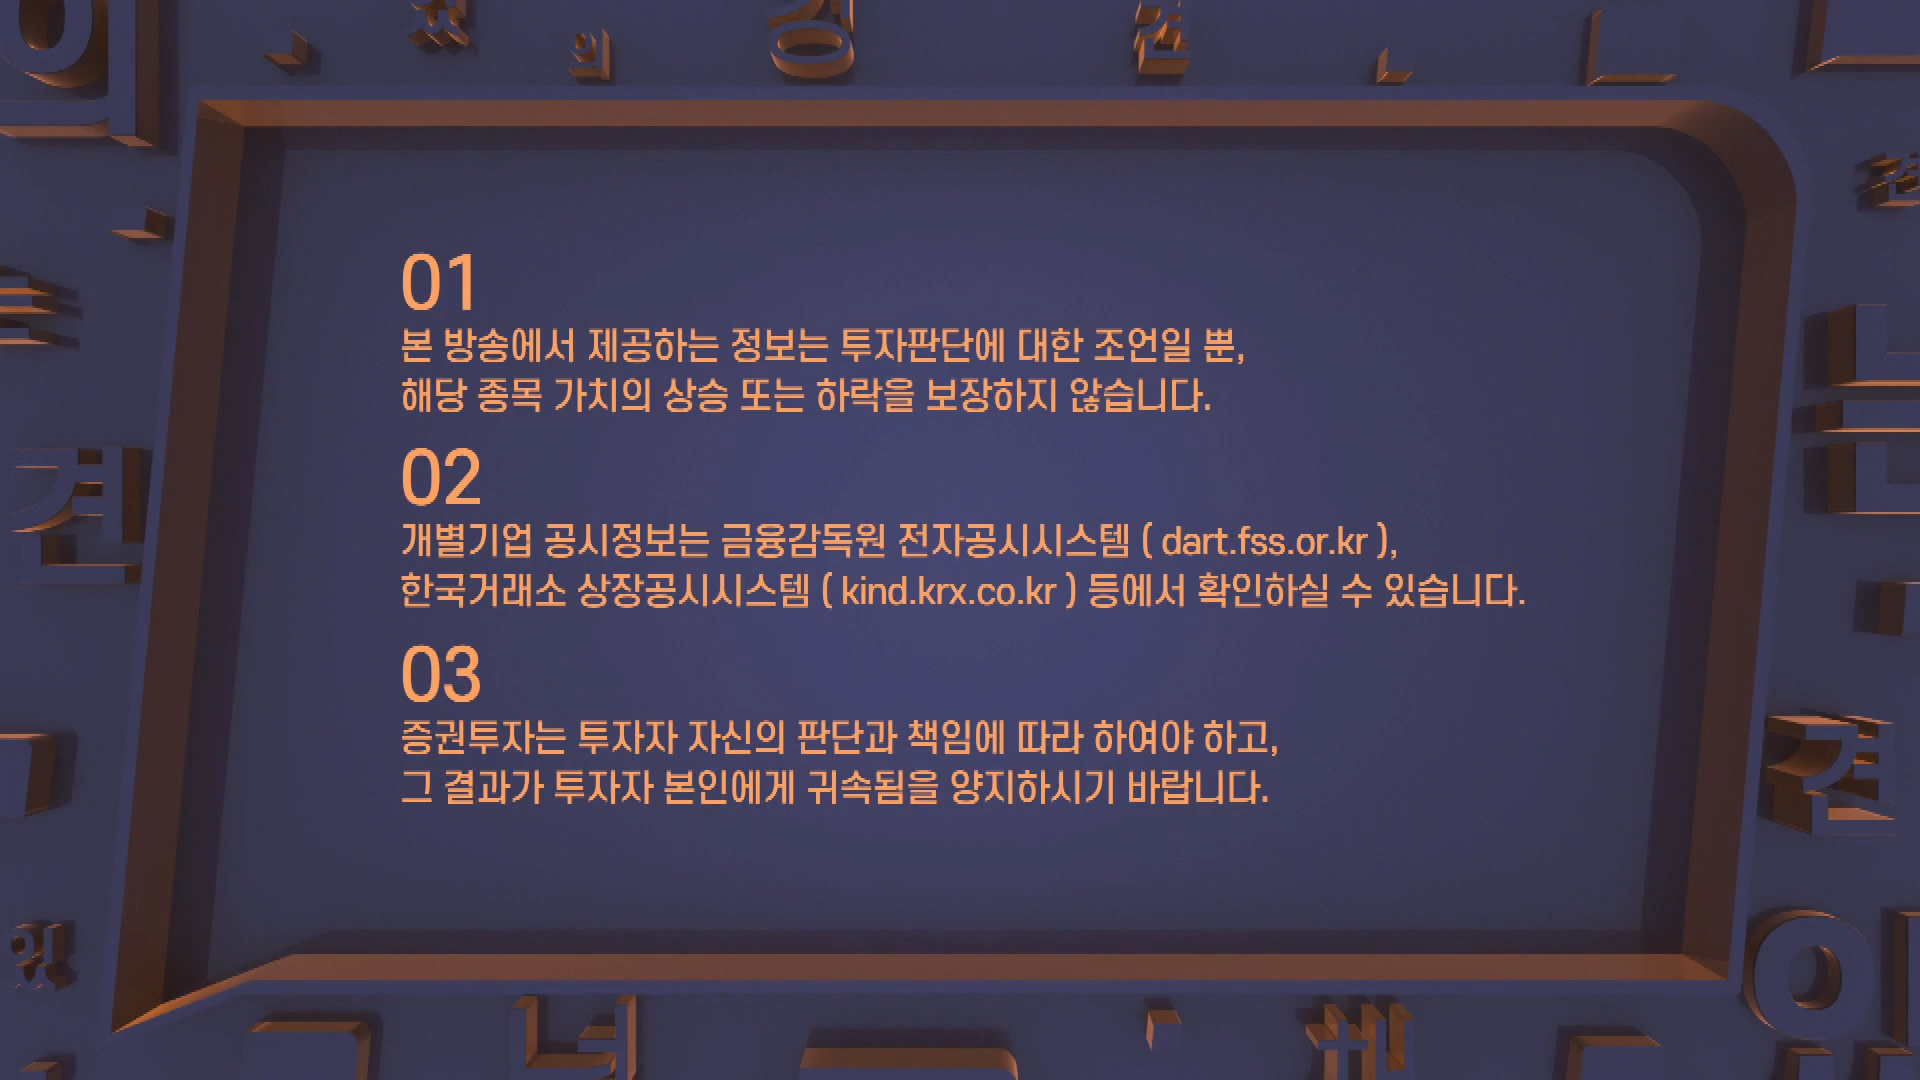 01
본 방송에서 제공하는 정보는 투자판단에 대한 조언일 뿐,
해당 종목 가치의 상승 또는 하락을 보장하지 않습니다.
02
개별기업 공시정보는 금융감독원 전자공시시스템 ( dart.fss.or.kr ),
한국거래소 상장공시시스템 ( kind.krx.co.kr ) 등에서 확인하실 수 있습니다.
03
증권투자는 투자자 자신의 판단과 책임에 따라 하여야 하고,
그 결과가 투자자 본인에게 귀속됨을 양지하시기 바랍니다.